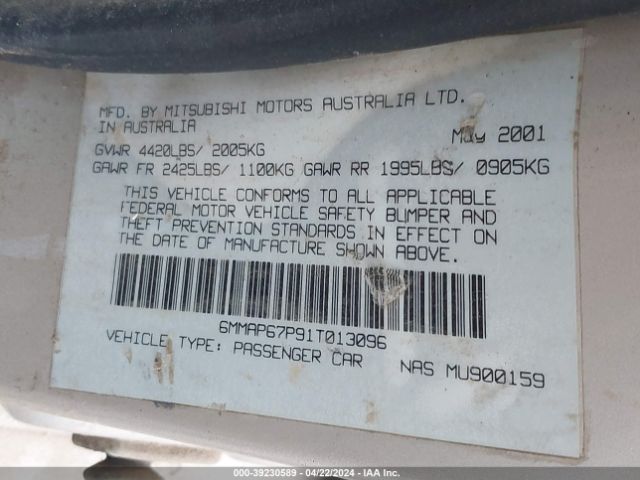 MFD. BY MITSUBISHI MOTORS AUSTRALIA LTD.
IN AUSTRALIA
May 2001
GVWR 4420LBS/ 2005KG
GAWR FR 2425LBS/ 1100KG GAWR RR 1995LBS/ 0905KG
THIS VEHICLE CONFORMS TO ALL APPLICABLE
FEDERAL MOTOR VEHICLE SAFETY BUMPER AND
THEFT PREVENTION STANDARDS IN EFFECT ON
THE DATE OF MANUFACTURE SHOWN ABOVE.
6MMAP67P91T013096
VEHICLE TYPE: PASSENGER CAR
NAS MU900159
000-39230589 - 04/22/2024 - IAA Inc.